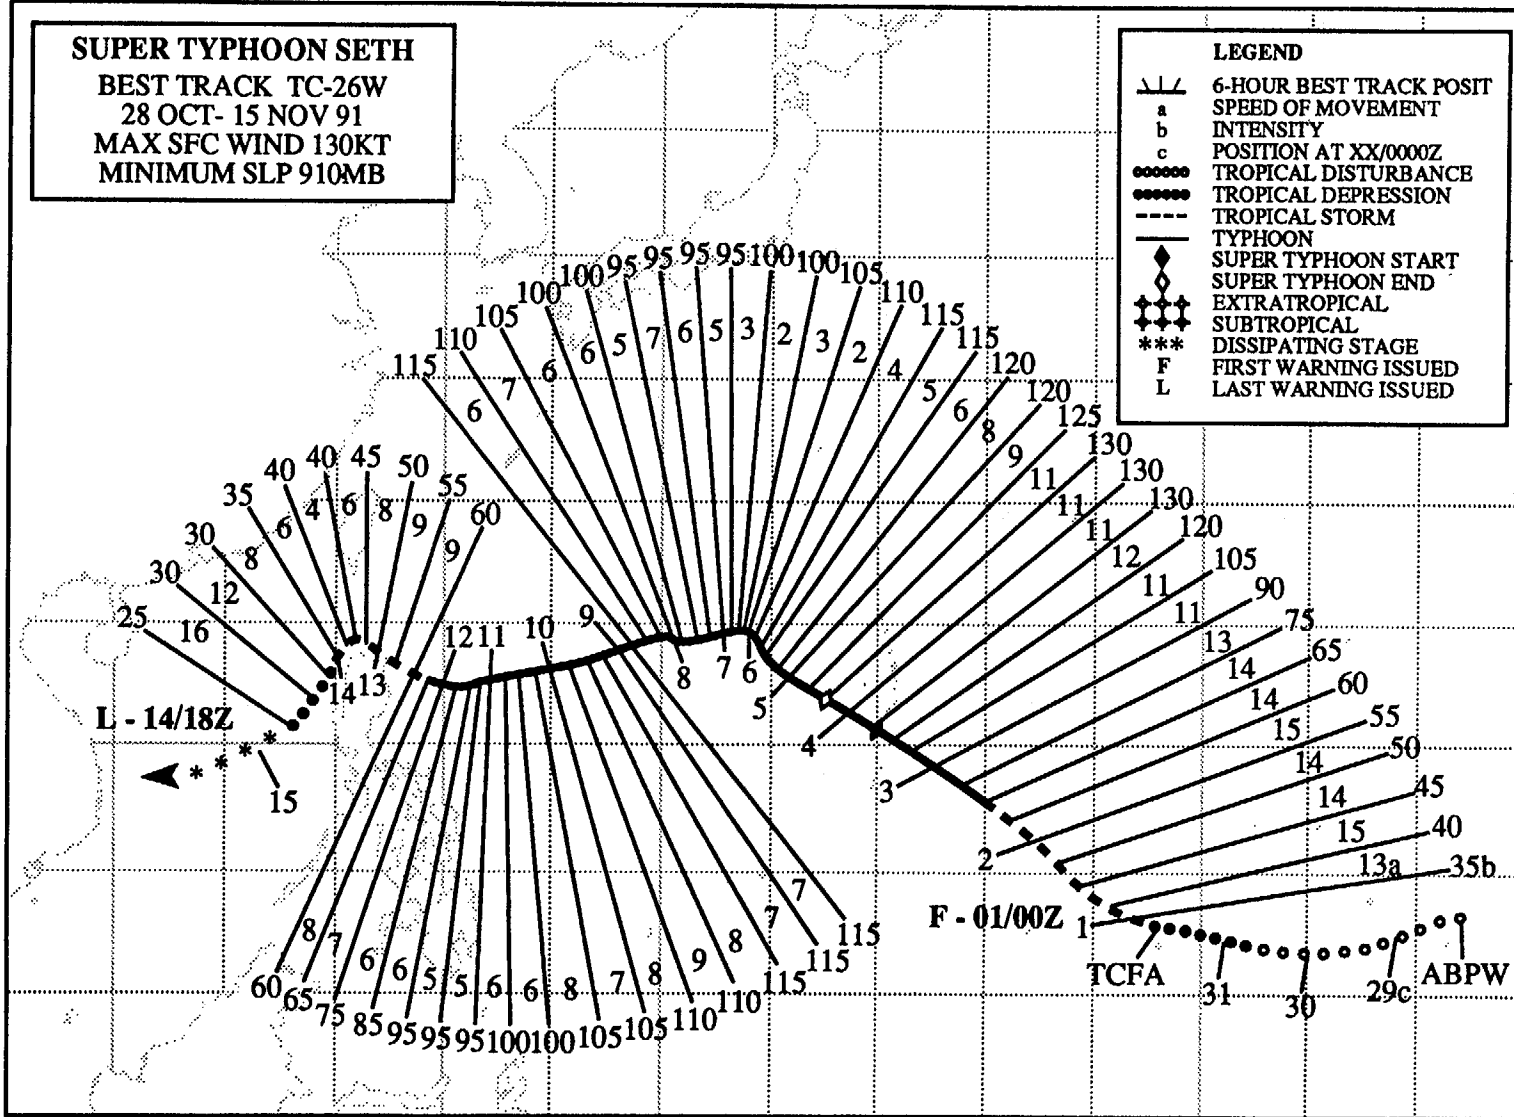 SUPER TYPHOON SETH
BEST TRACK TC-26W
28 OCT- 15 NOV 91
MAX SFC WIND 130KT
MINIMUM SLP 910MB
LEGEND
6-HOUR BEST TRACK POSIT
a SPEED OF MOVEMENT
b INTENSITY
c POSITION AT XX/0000Z
TROPICAL DISTURBANCE
TROPICAL DEPRESSION
TROPICAL STORM
TYPHOON
SUPER TYPHOON START
SUPER TYPHOON END
EXTRATROPICAL
SUBTROPICAL
*** DISSIPATING STAGE
F FIRST WARNING ISSUED
L LAST WARNING ISSUED
25 30 30 35 40 40 45 50 55 60
16 12 8 6 4 6 8 9 9
115 110 105 100 100 95 95 95 95 100 100 105 110 115 115 120 120 125 130 130 130 120 105 90 75 65 60 55 50 45 40 35b
6 7 6 6 5 7 6 5 3 2 3 2 4 5 6 8 9 11 11 11 12 11 11 13 14 14 15 14 14 15 13a
14 13 12 11 10 9 8 7 6 5 4 3 2 1
L - 14/18Z
* * * *
15
F - 01/00Z
TCFA
31 30 29c
ABPW
8 7 6 6 5 5 6 6 8 7 8 9 8 7 7
60 65 75 85 95 95 95 100 100 105 105 110 110 115 115 115